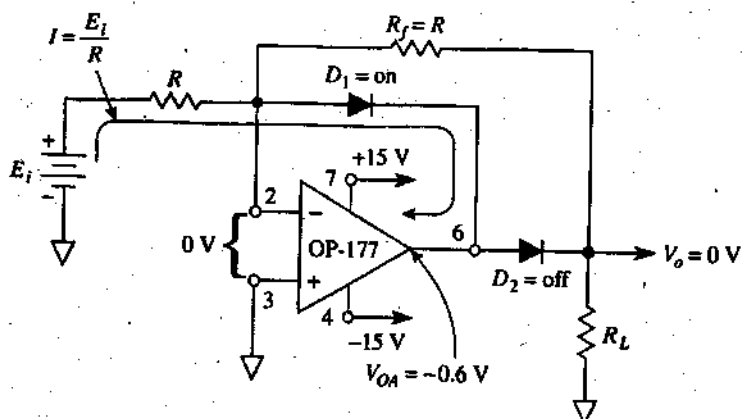 I = E_i / R
R_f = R
R
D_1 = on
+
E_i
-
7
+15 V
2
-
0 V
OP-177
6
V_o = 0 V
+
3
D_2 = off
4
-15 V
R_L
V_OA = ~0.6 V